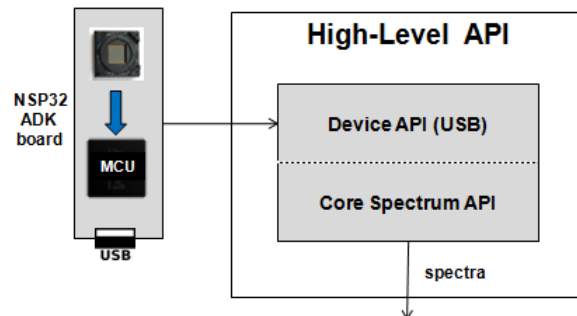 High-Level API
NSP32
ADK
board
MCU
USB
Device API (USB)
Core Spectrum API
spectra